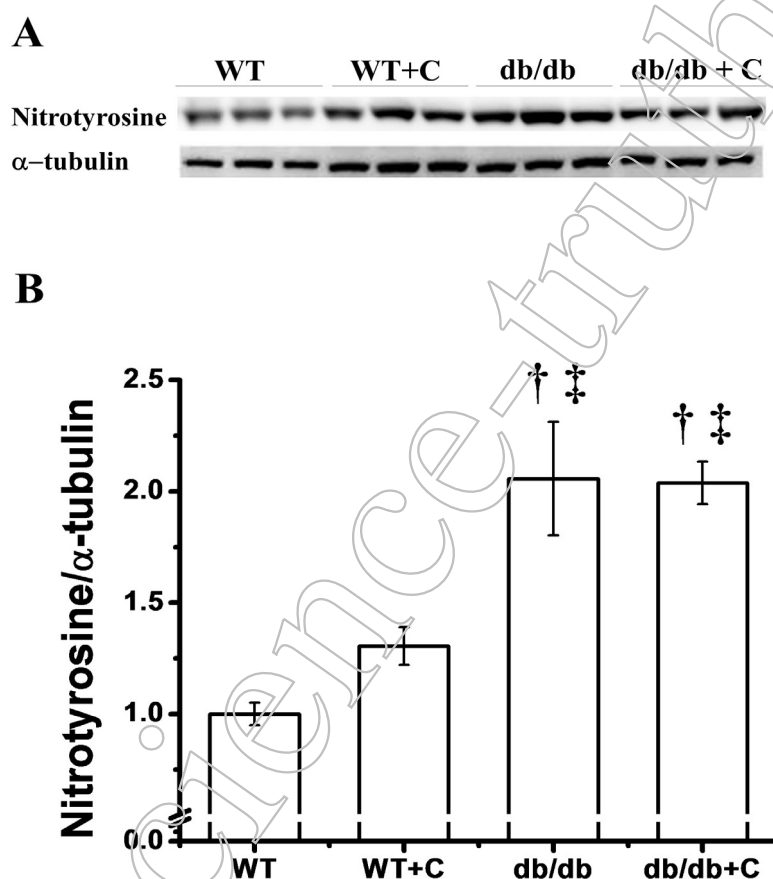 A
WT WT+C db/db db/db + C
Nitrotyrosine
α–tubulin
B
Nitrotyrosine/α-tubulin
2.5
2.0
1.5
1.0
0.0
† ‡
† ‡
WT WT+C db/db db/db+C
cience-truth